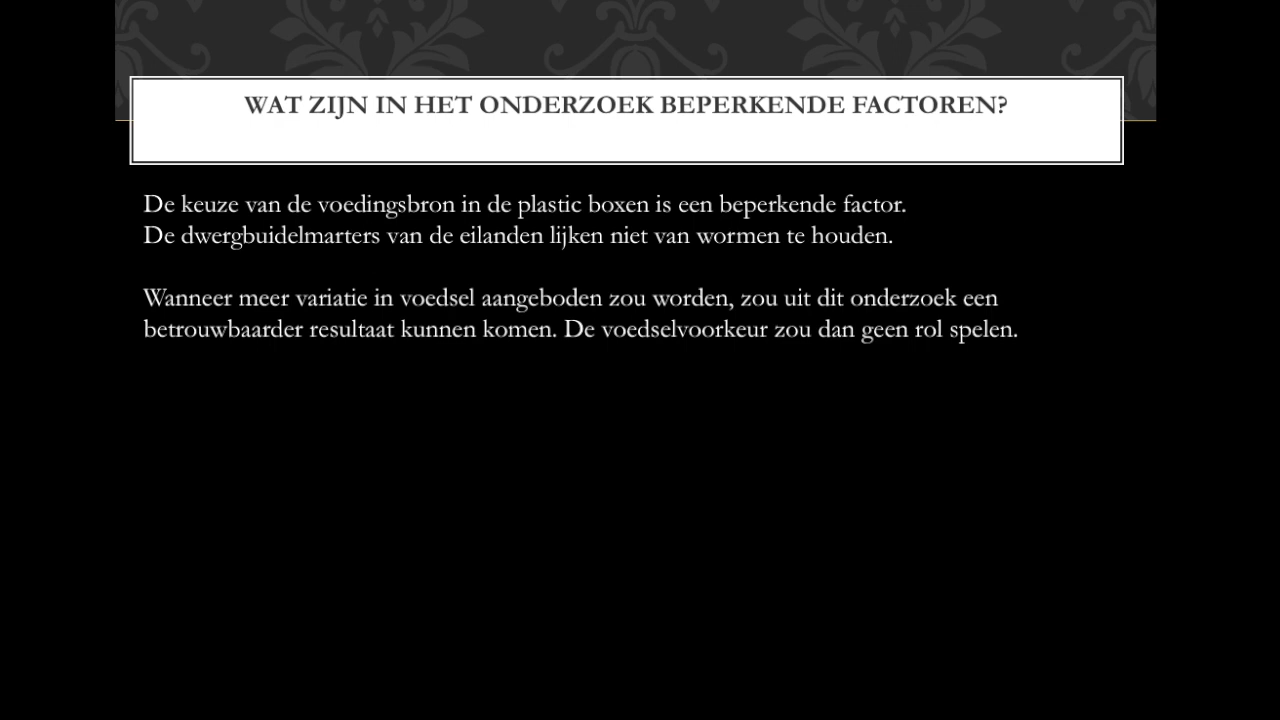 WAT ZIJN IN HET ONDERZOEK BEPERKENDE FACTOREN?
De keuze van de voedingsbron in de plastic boxen is een beperkende factor.
De dwergbuidelmarters van de eilanden lijken niet van wormen te houden.
Wanneer meer variatie in voedsel aangeboden zou worden, zou uit dit onderzoek een
betrouwbaarder resultaat kunnen komen. De voedselvoorkeur zou dan geen rol spelen.